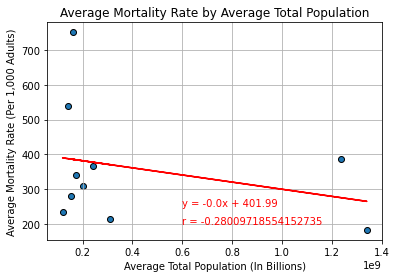 Average Mortality Rate by Average Total Population
Average Mortality Rate (Per 1,000 Adults)
700
600
500
400
300
200
y = -0.0x + 401.99
r = -0.28009718554152735
0.2
0.4
0.6
0.8
1.0
1.2
1.4
1e9
Average Total Population (In Billions)